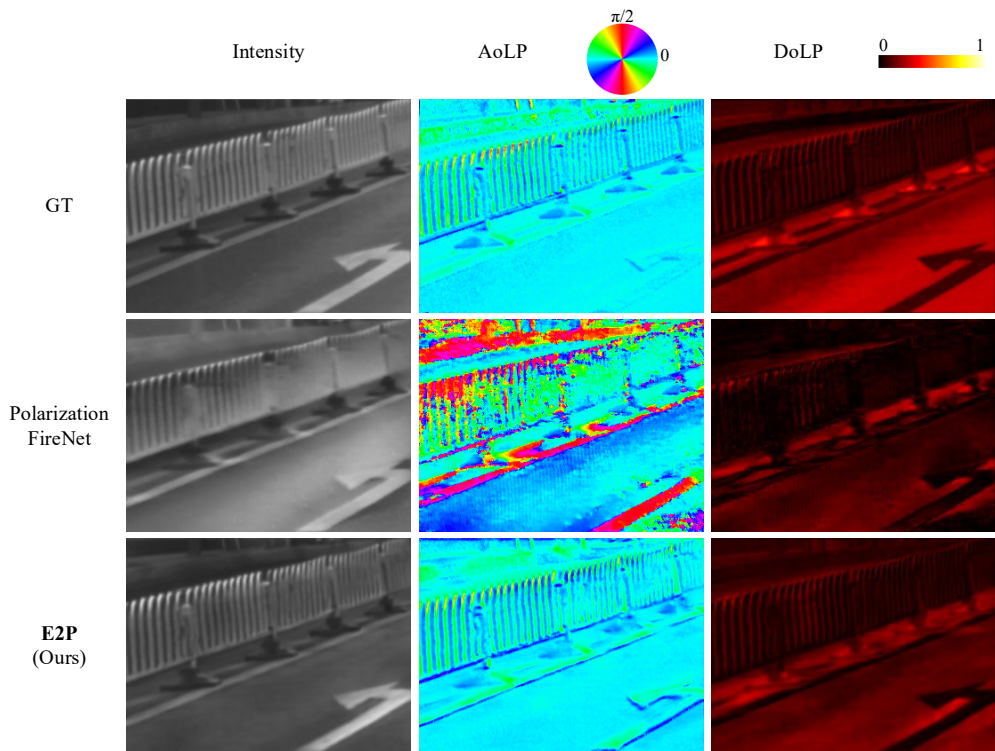 π/2
Intensity
AoLP
0
DoLP
0
1
GT
Polarization
FireNet
E2P
(Ours)